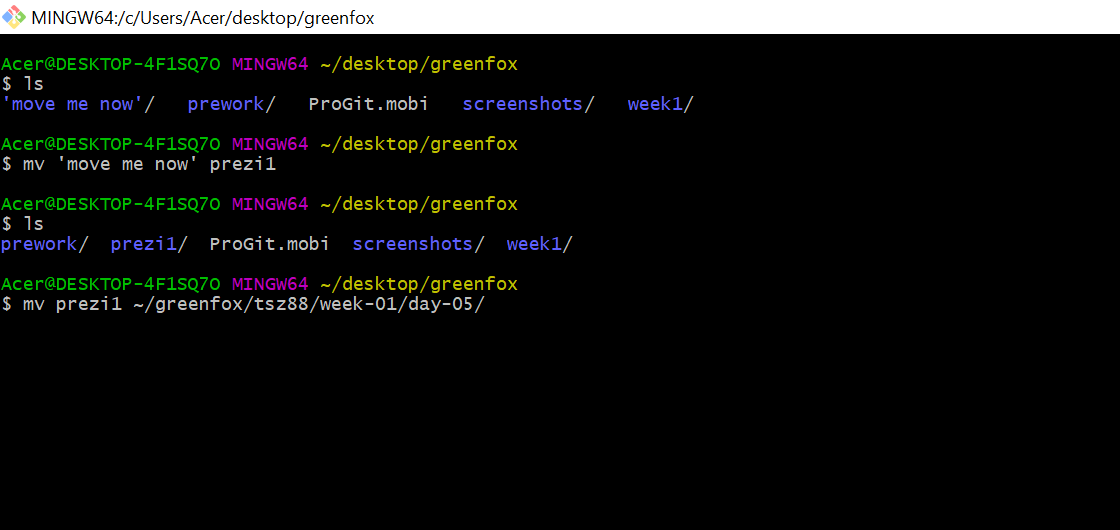 MINGW64:/c/Users/Acer/desktop/greenfox
Acer@DESKTOP-4F1SQ7O MINGW64 ~/desktop/greenfox
$ ls
'move me now'/   prework/   ProGit.mobi   screenshots/   week1/
Acer@DESKTOP-4F1SQ7O MINGW64 ~/desktop/greenfox
$ mv 'move me now' prezi1
Acer@DESKTOP-4F1SQ7O MINGW64 ~/desktop/greenfox
$ ls
prework/  prezi1/  ProGit.mobi  screenshots/  week1/
Acer@DESKTOP-4F1SQ7O MINGW64 ~/desktop/greenfox
$ mv prezi1 ~/greenfox/tsz88/week-01/day-05/